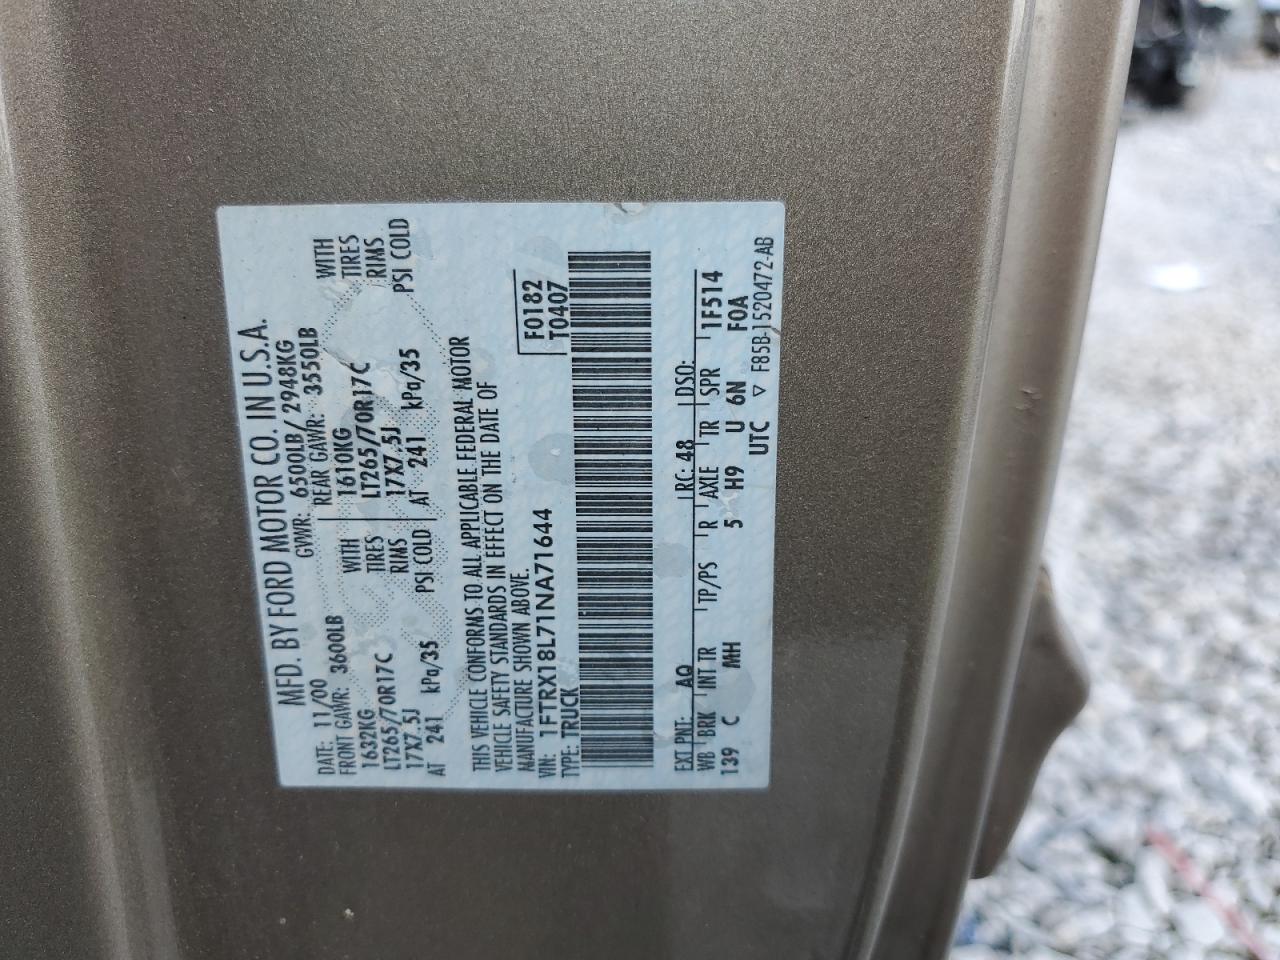 MFD. BY FORD MOTOR CO. IN U.S.A.
DATE: 11/00 GVWR: 6500LB/ 2948KG
FRONT GAWR: 3600LB REAR GAWR: 3550LB
1632KG WITH 1610KG WITH
LT265/70R17C TIRES LT265/70R17C TIRES
17X7.5J RIMS 17X7.5J RIMS
AT 241 kPa/35 PSI COLD AT 241 kPa/35 PSI COLD
THIS VEHICLE CONFORMS TO ALL APPLICABLE FEDERAL MOTOR
VEHICLE SAFETY STANDARDS IN EFFECT ON THE DATE OF
MANUFACTURE SHOWN ABOVE.
VIN: 1FTRX18L71NA71644 F0182
TYPE: TRUCK T0407
EXT PNT: AQ RC: 48 DSO:
WB BRK INT TR TP/PS R AXLE TR SPR 1F514
139 C MH 5 H9 U 6N F0A
UTC ▽ F85B-1520472-AB